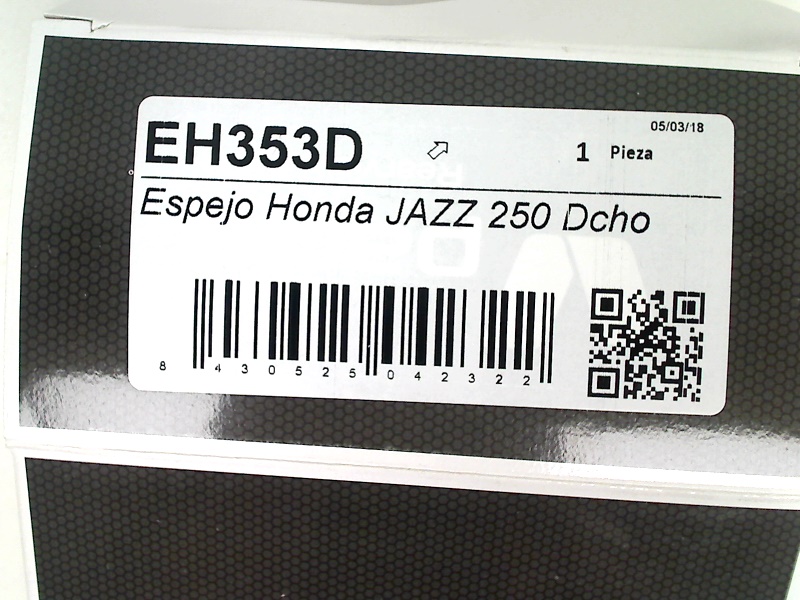 05/03/18
EH353D 1 Pieza
Espejo Honda JAZZ 250 Dcho
8 430525 042322